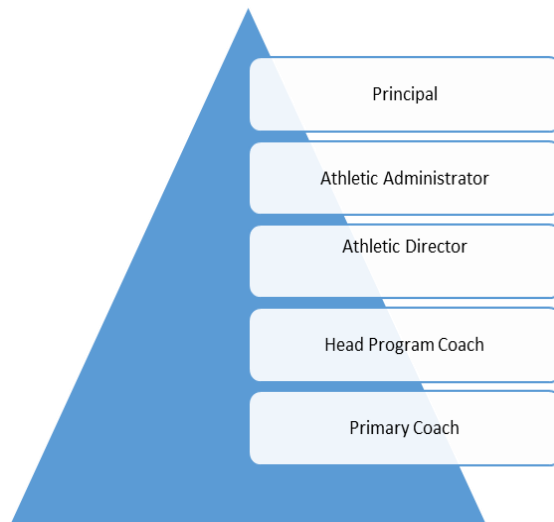 Principal
Athletic Administrator
Athletic Director
Head Program Coach
Primary Coach